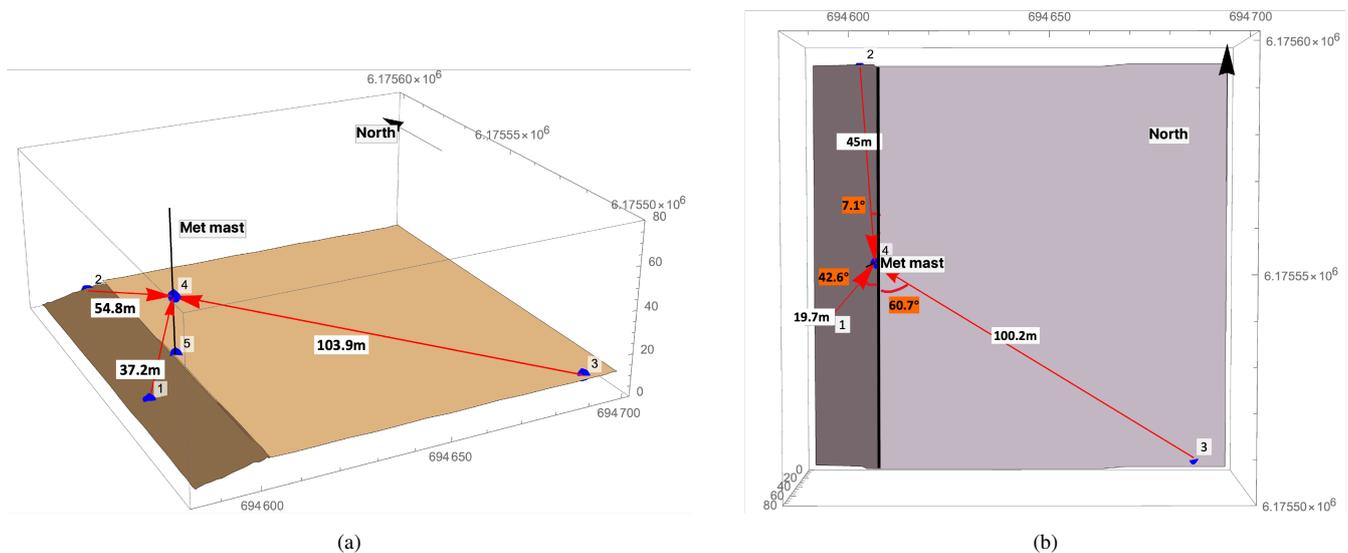 6.17560×10⁶
North
6.17555×10⁶
6.17550×10⁶
80
Met mast
60
2
4
54.8m
40
103.9m
5
20
37.2m
3
1
0
694700
694650
694600
(a)
694600
694650
694700
6.17560×10⁶
2
45m
North
7.1°
4
Met mast
42.6°
6.17555×10⁶
60.7°
19.7m
1
100.2m
3
0
20
40
60
80
6.17550×10⁶
(b)